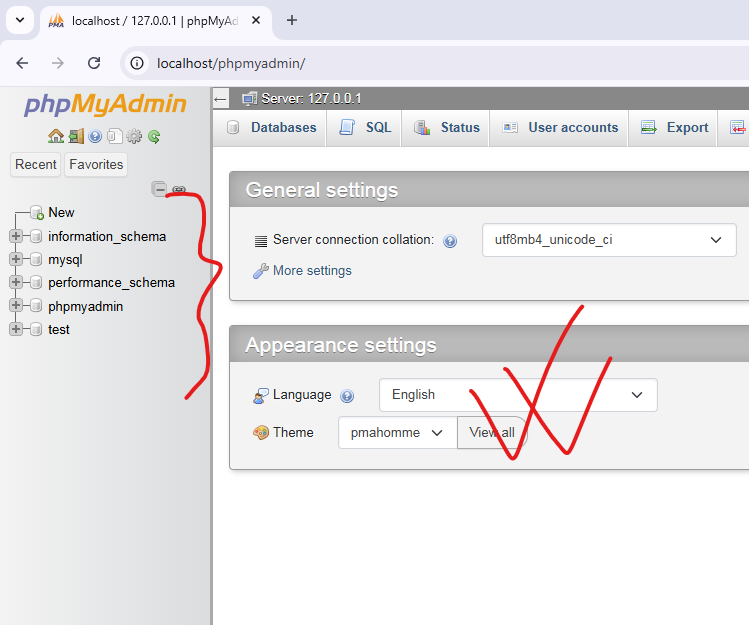 localhost / 127.0.0.1 | phpMyAd
localhost/phpmyadmin/
phpMyAdmin
Recent Favorites
New
information_schema
mysql
performance_schema
phpmyadmin
test
Server: 127.0.0.1
Databases SQL Status User accounts Export
General settings
Server connection collation: utf8mb4_unicode_ci
More settings
Appearance settings
Language English
Theme pmahomme View all